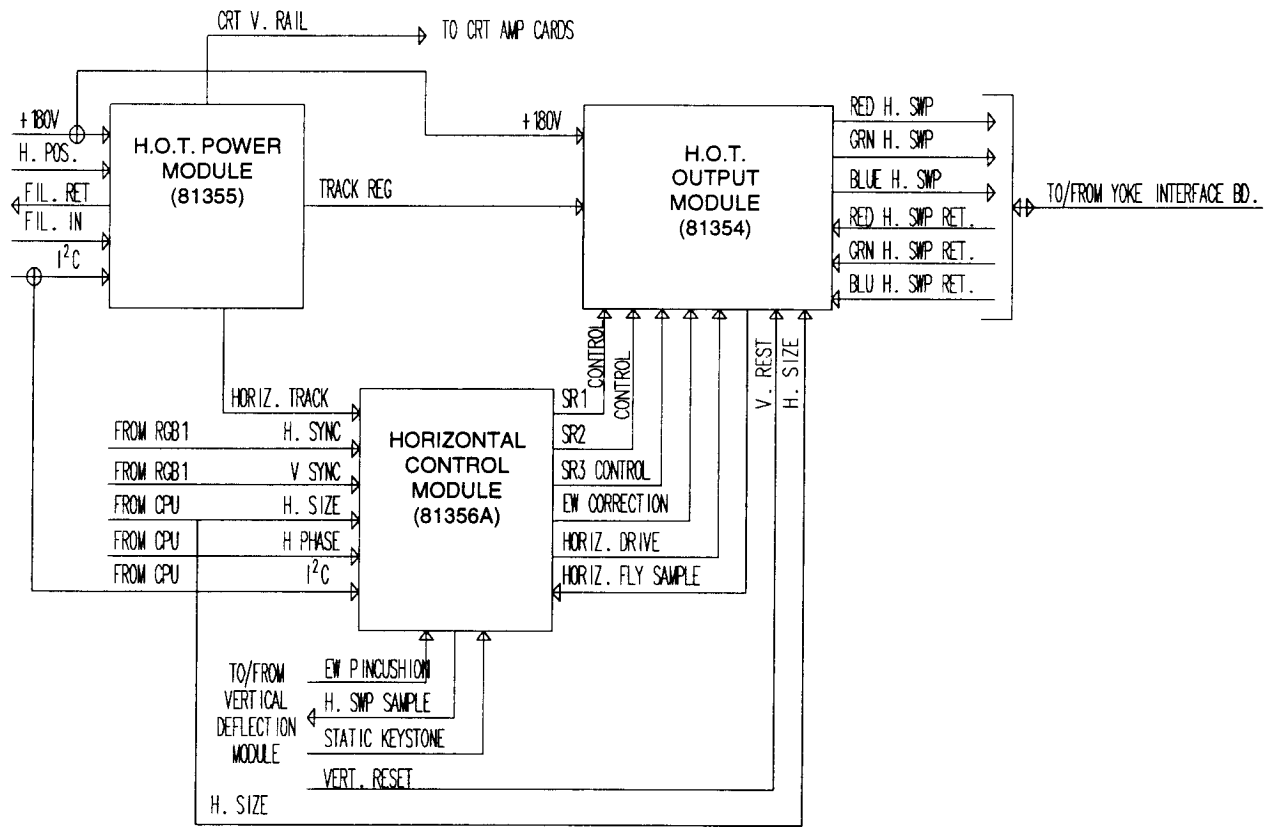 CRT V. RAIL
TO CRT AMP CARDS
+180V
H. POS.
FIL. RET
FIL. IN
I²C
H.O.T. POWER
MODULE
(81355)
TRACK REG
+180V
H.O.T.
OUTPUT
MODULE
(81354)
RED H. SWP
GRN H. SWP
BLUE H. SWP
RED H. SWP RET.
GRN H. SWP RET.
BLU H. SWP RET.
TO/FROM YOKE INTERFACE BD.
HORIZ. TRACK
FROM RGB1 H. SYNC
FROM RGB1 V SYNC
FROM CPU H. SIZE
FROM CPU H PHASE
FROM CPU I²C
HORIZONTAL
CONTROL
MODULE
(81356A)
SR1
CONTROL
SR2
CONTROL
SR3 CONTROL
EW CORRECTION
HORIZ. DRIVE
HORIZ. FLY SAMPLE
V. REST
H. SIZE
TO/FROM
VERTICAL
DEFLECTION
MODULE
EW PINCUSHION
H. SWP SAMPLE
STATIC KEYSTONE
VERT. RESET
H. SIZE